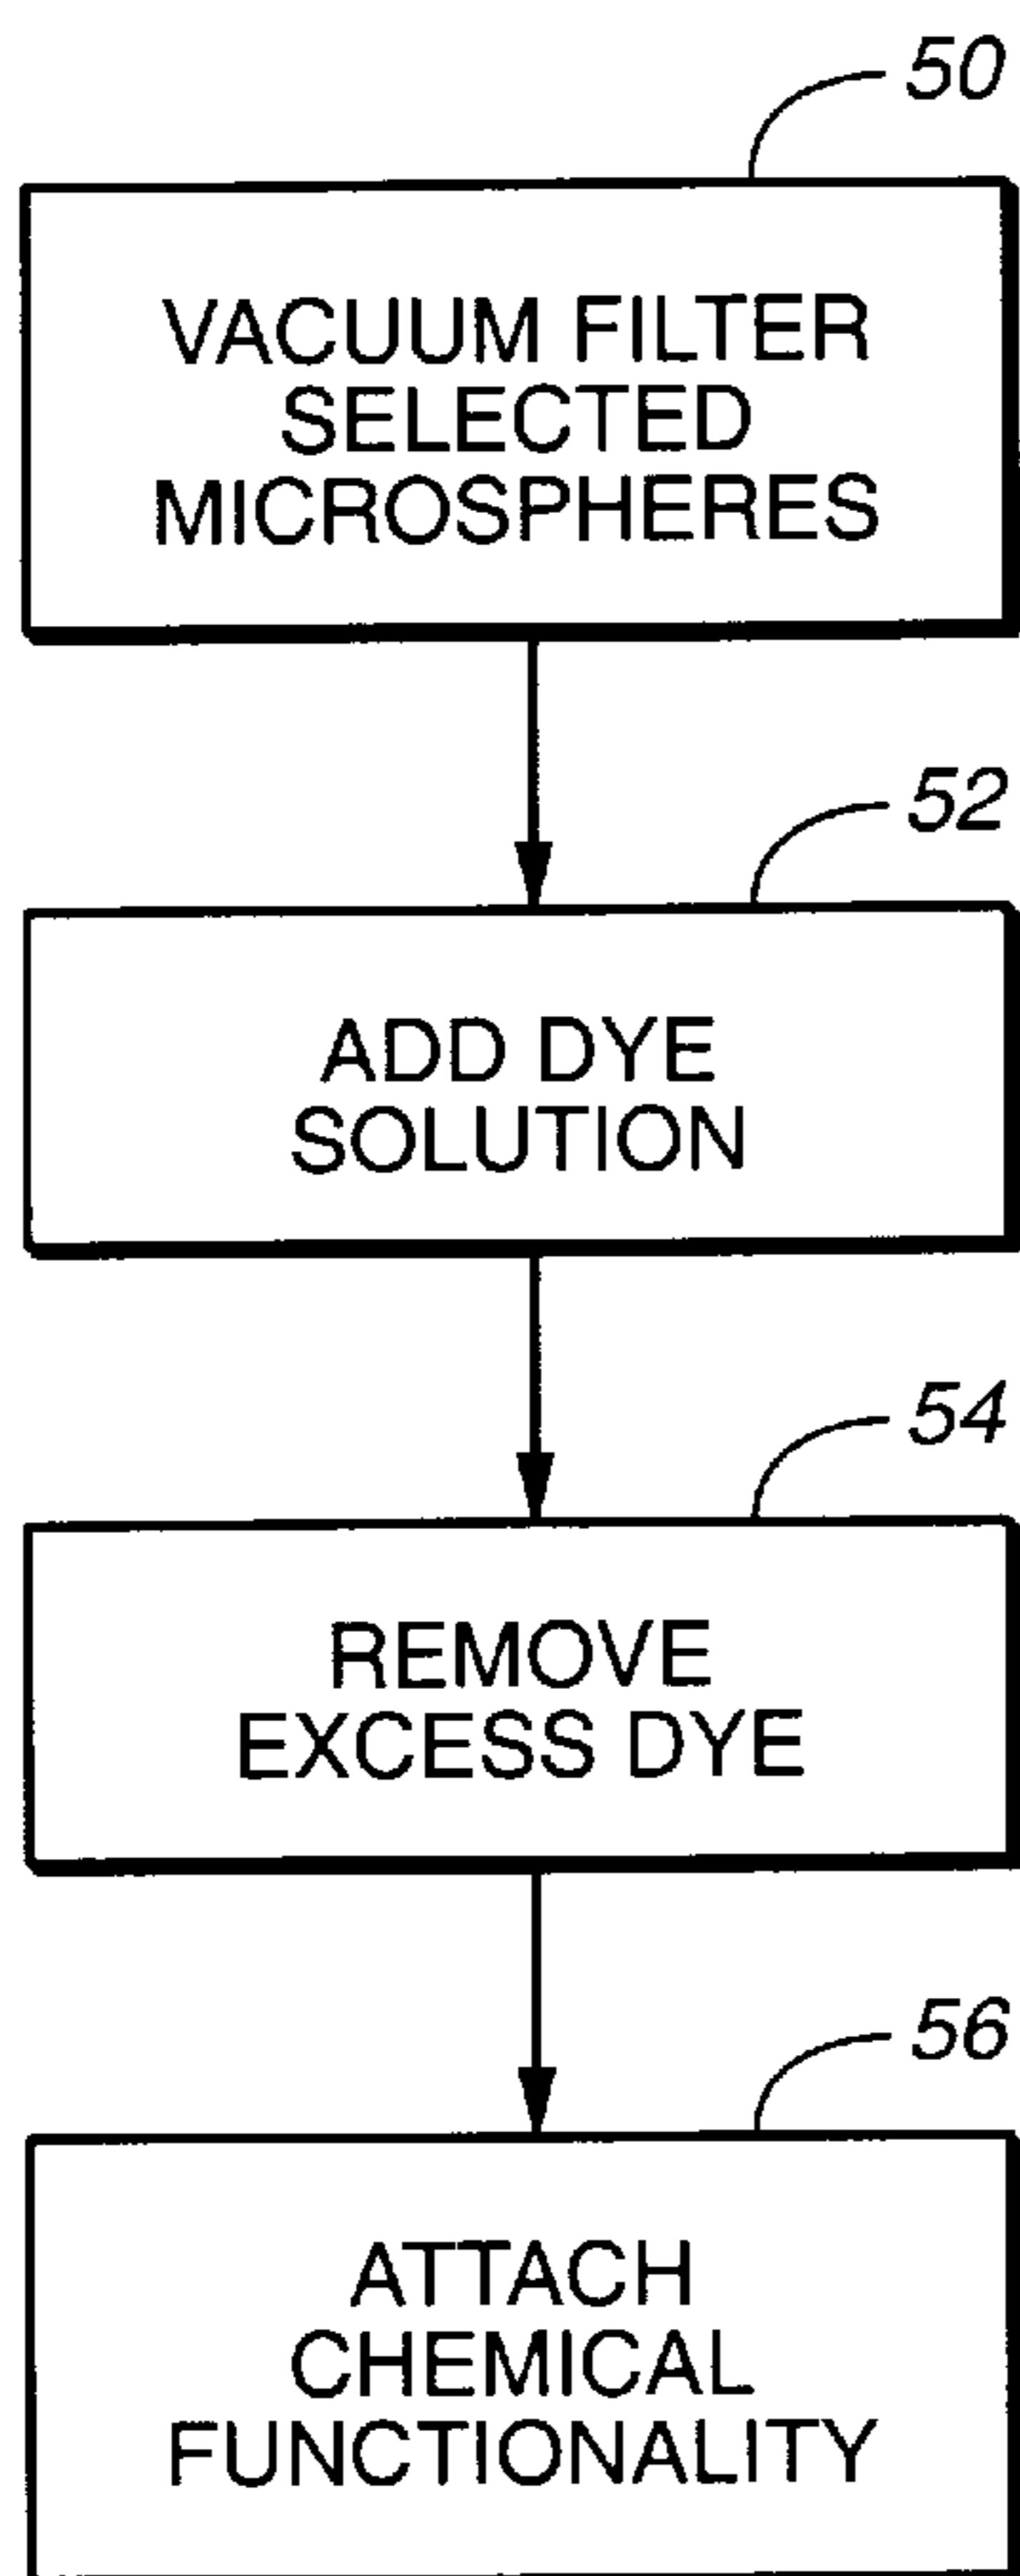 50
VACUUM FILTER
SELECTED
MICROSPHERES
52
ADD DYE
SOLUTION
54
REMOVE
EXCESS DYE
56
ATTACH
CHEMICAL
FUNCTIONALITY